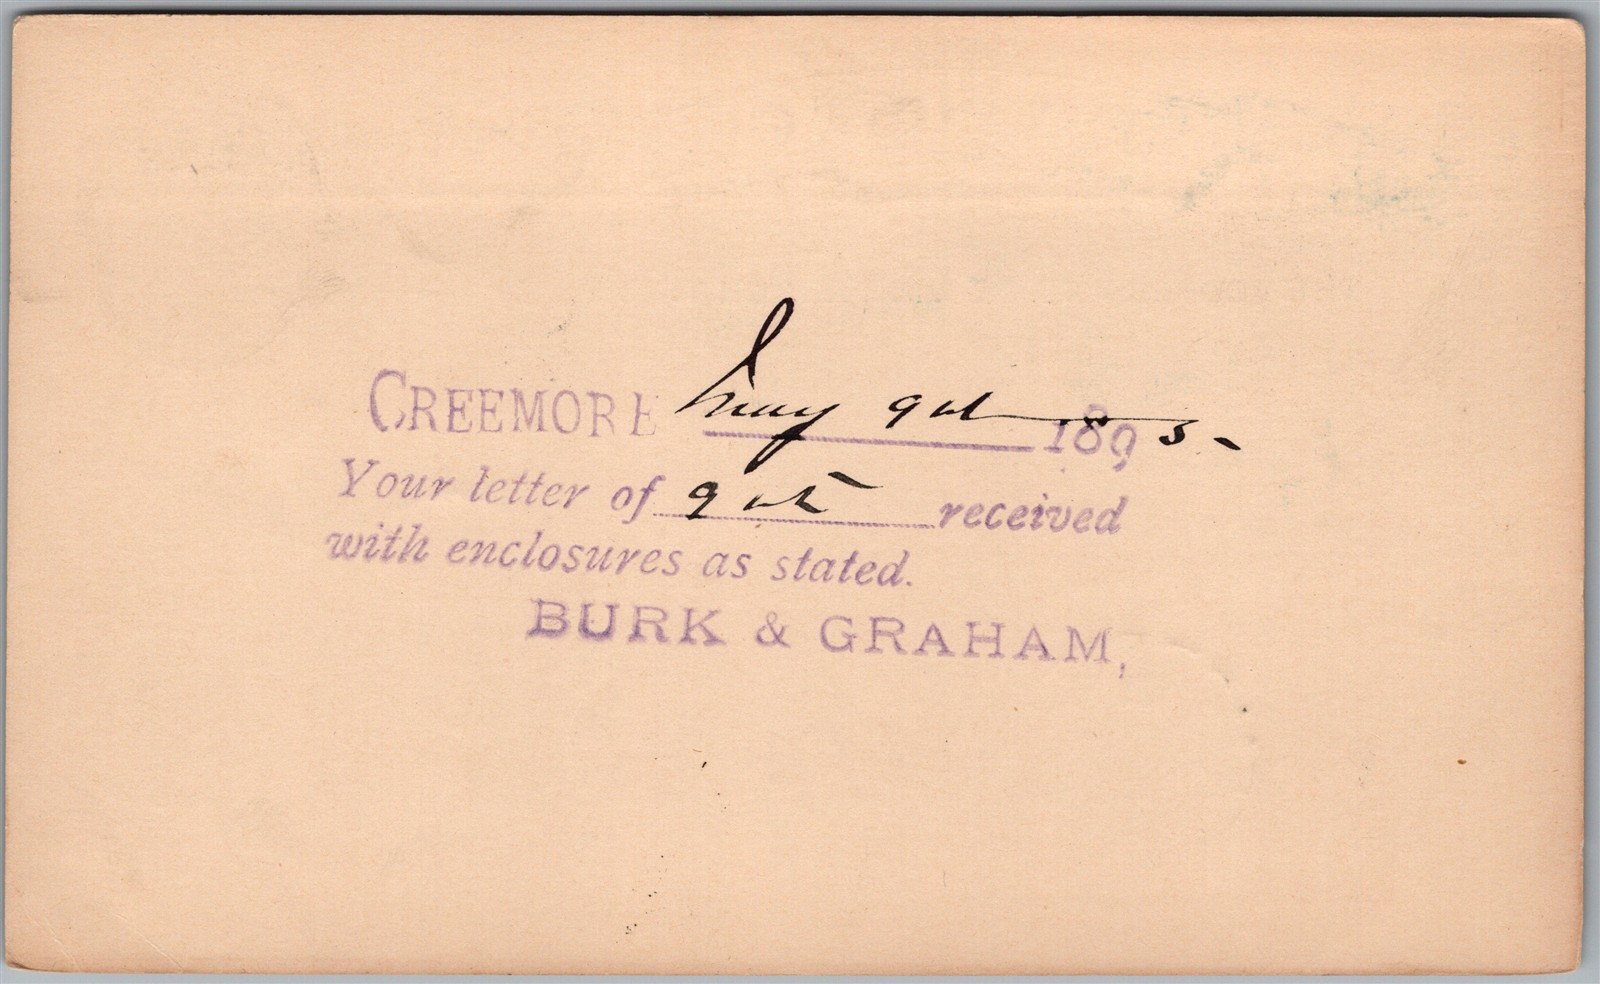 CREEMORE May 9th 1895.
Your letter of 9th received
with enclosures as stated.
BURK & GRAHAM,